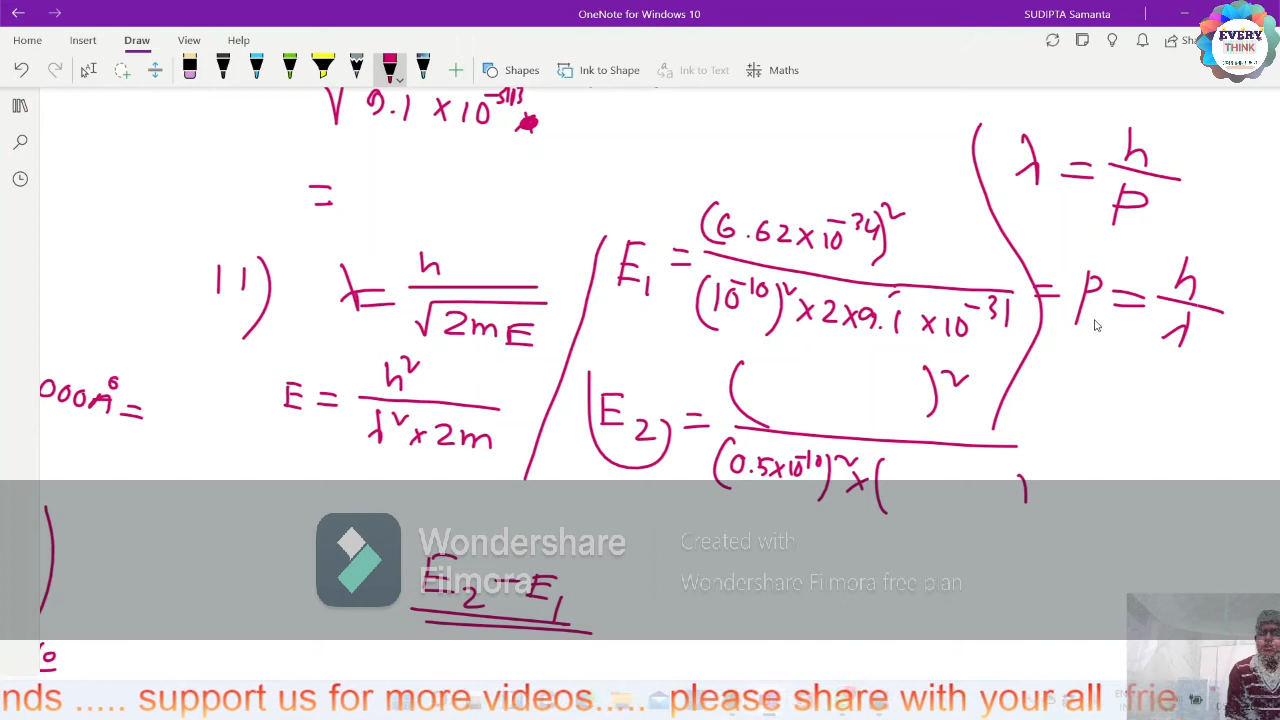 OneNote for Windows 10
SUDIPTA Samanta
EVERY
THINK
Home Insert Draw View Help
Shapes Ink to Shape Ink to Text Maths Sha
√ 9.1 × 10
=
11) λ = h / √2mE
E = h² / λ² × 2m
000A° =
E₁ = (6.62 × 10⁻³⁴)² / (10⁻¹⁰)² × 2 × 9.1 × 10⁻³¹
E₂ = ( )² / (0.5 × 10⁻¹⁰)² × ( )
λ = h / p
= p = h / λ
E₂ - E₁
Wondershare
Filmora
Created with
Wondershare Filmora free plan
nds ..... support us for more videos..... please share with your all frie